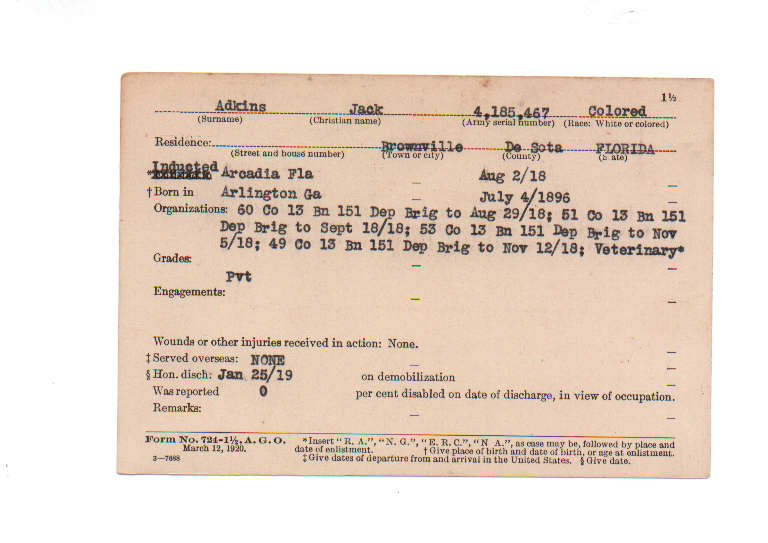 1½
Adkins Jack 4,185,467 Colored
(Surname) (Christian name) (Army serial number) (Race: White or colored)
Residence: Brownville De Sota FLORIDA
(Street and house number) (Town or city) (County) (State)
* Inducted Arcadia Fla Aug 2/18
† Born in Arlington Ga July 4/1896
Organizations: 60 Co 13 Bn 151 Dep Brig to Aug 29/18; 51 Co 13 Bn 151
Dep Brig to Sept 18/18; 53 Co 13 Bn 151 Dep Brig to Nov
5/18; 49 Co 13 Bn 151 Dep Brig to Nov 12/18; Veterinary*
Grades:
Pvt
Engagements:
Wounds or other injuries received in action: None.
‡ Served overseas: NONE
§ Hon. disch: Jan 25/19 on demobilization
Was reported 0 per cent disabled on date of discharge, in view of occupation.
Remarks:
Form No. 724-1½, A. G. O. *Insert "R. A.", "N. G.", "E. R. C.", "N A.", as case may be, followed by place and
March 12, 1920. date of enlistment. † Give place of birth and date of birth, or age at enlistment.
3—7688 ‡ Give dates of departure from and arrival in the United States. § Give date.